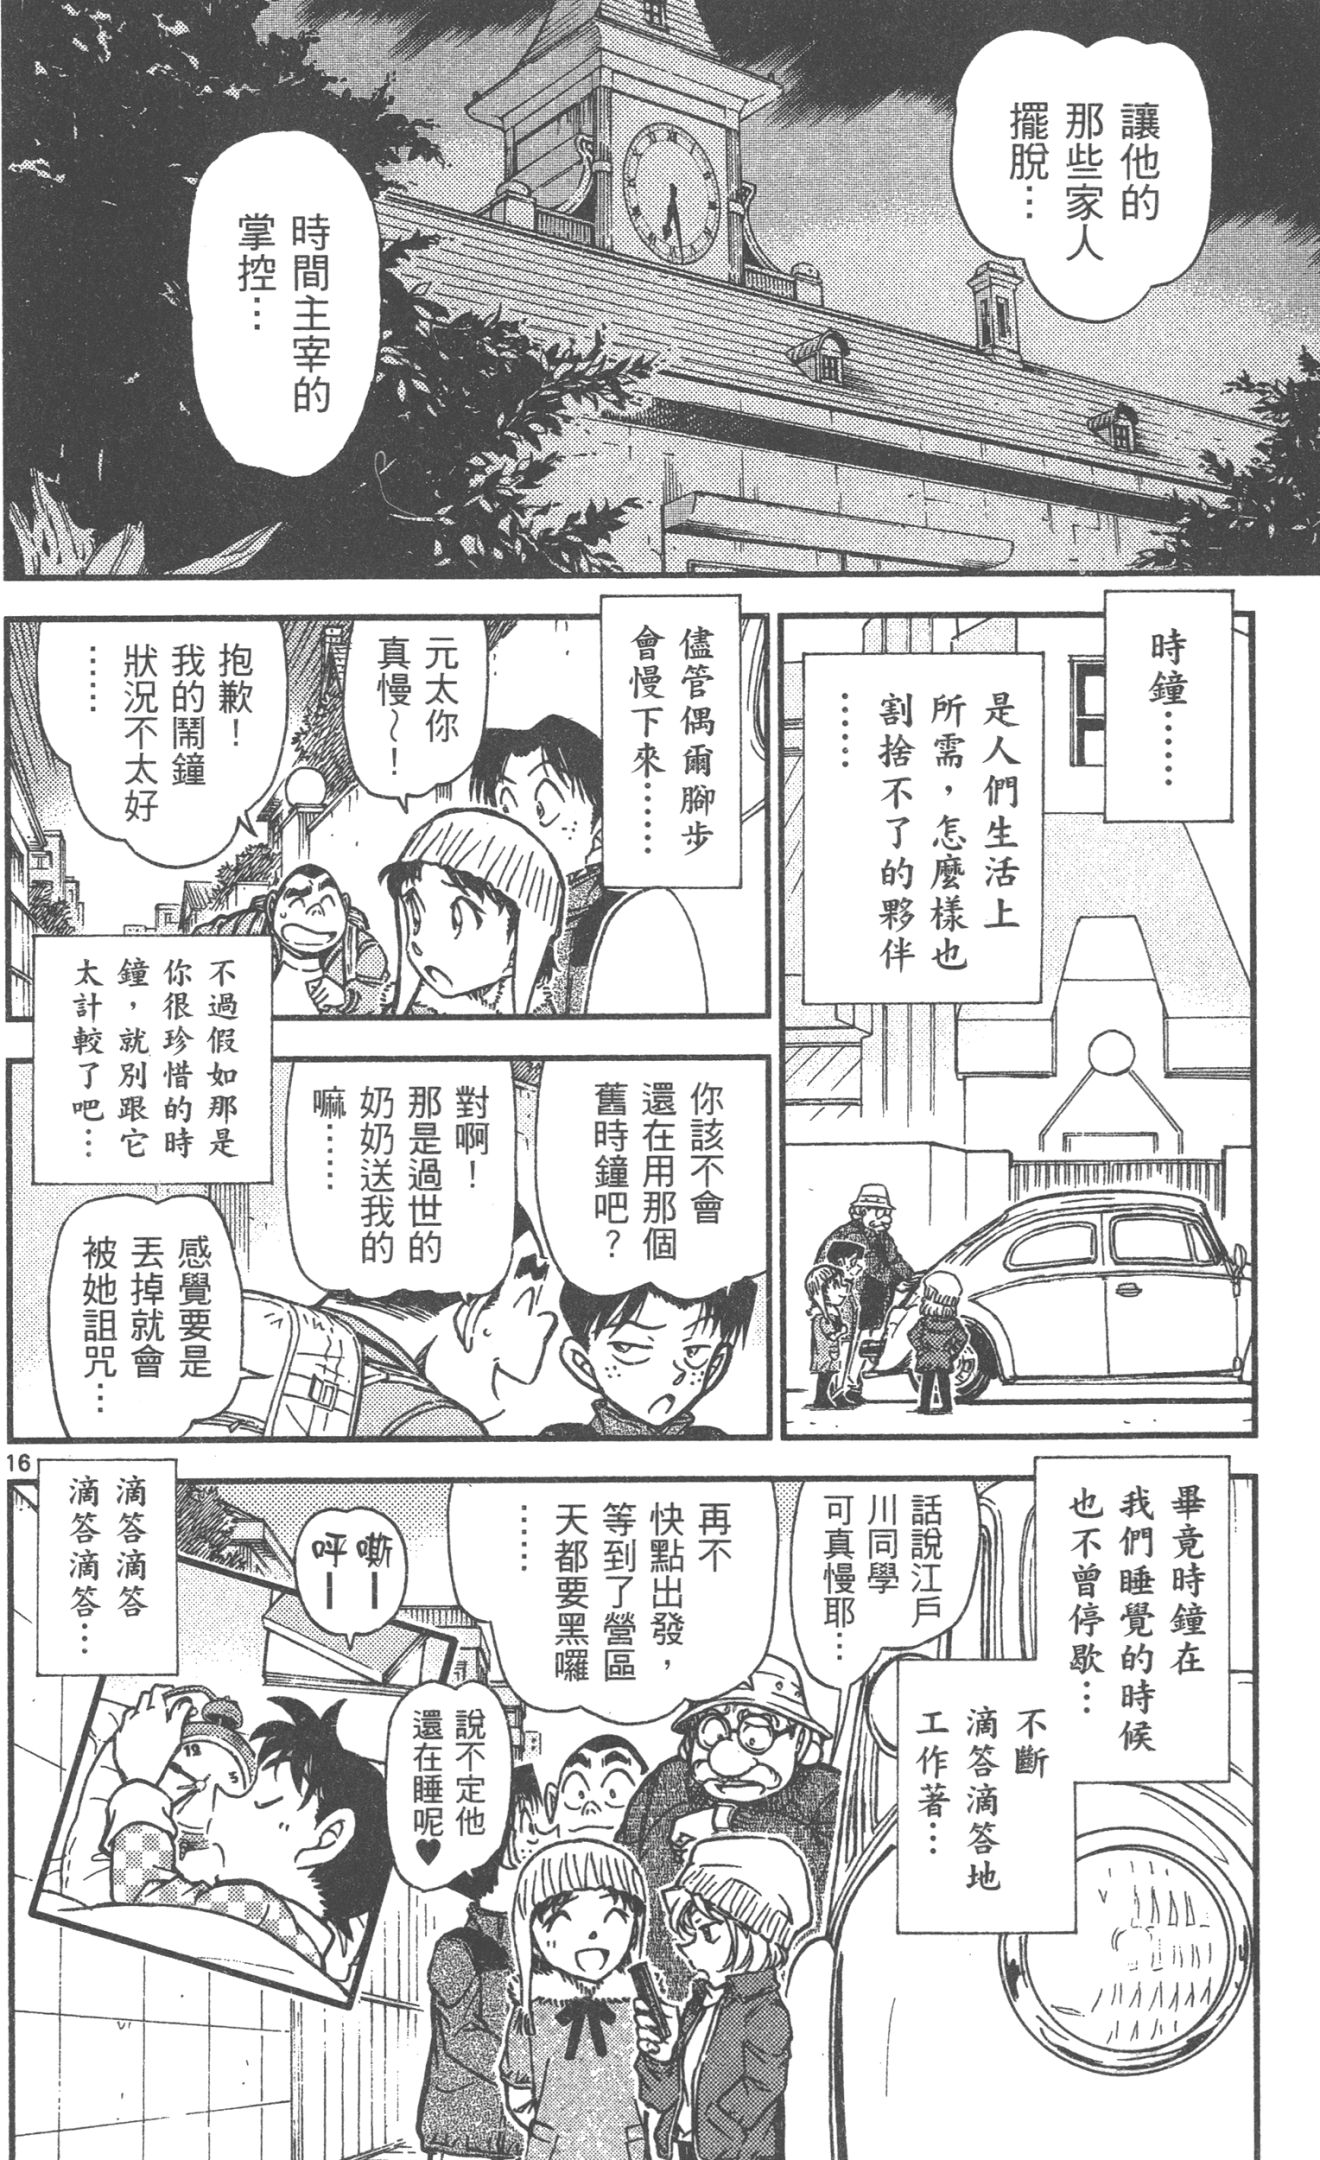 讓他的
那些家人
擺脫…
時間主宰的
掌控…
時鐘……
是人們生活上
所需，怎麼樣也
割捨不了的夥伴
……
儘管偶爾腳步
會慢下來……
元太你
真慢～！
抱歉！
我的鬧鐘
狀況不太好
……
你該不會
還在用那個
舊時鐘吧？
對啊！
那是過世的
奶奶送我的
嘛……
不過假如那是
你很珍惜的時
鐘，就別跟它
太計較了吧…
感覺要是
丟掉就會
被她詛咒…
16
畢竟時鐘在
我們睡覺的時候
也不曾停歇…
不斷
滴答滴答地
工作著…
話說江戶
川同學
可真慢耶…
再不
快點出發，
等到了營區
天都要黑囉
……
說不定他
還在睡呢♥
嘶ー
呼ー
滴答滴答
滴答滴答…
12
3